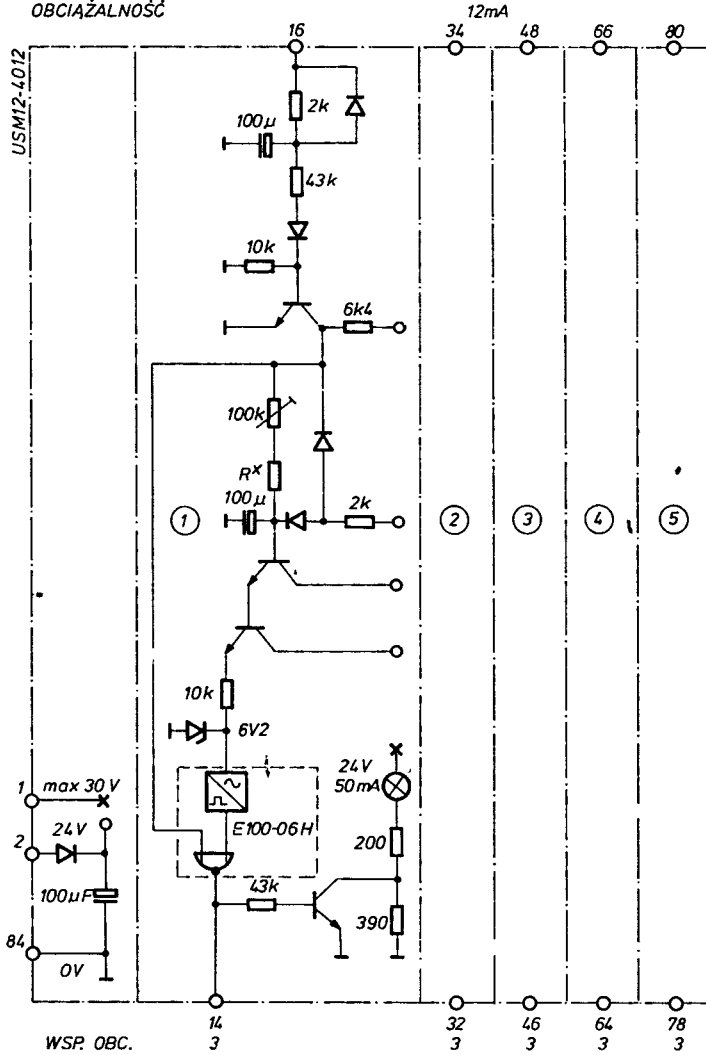 OBCIĄŻALNOŚĆ 12mA
16 34 48 66 80
USM12-4012
2k
100μ
43k
10k
6k4
100k
Rx
100μ
2k
1 2 3 4 5
10k
6V2
24V
50mA
1 max 30V
E100-06H
2 24V
200
100μF
43k
390
84
0V
14 32 46 64 78
WSP. OBC. 3 3 3 3 3